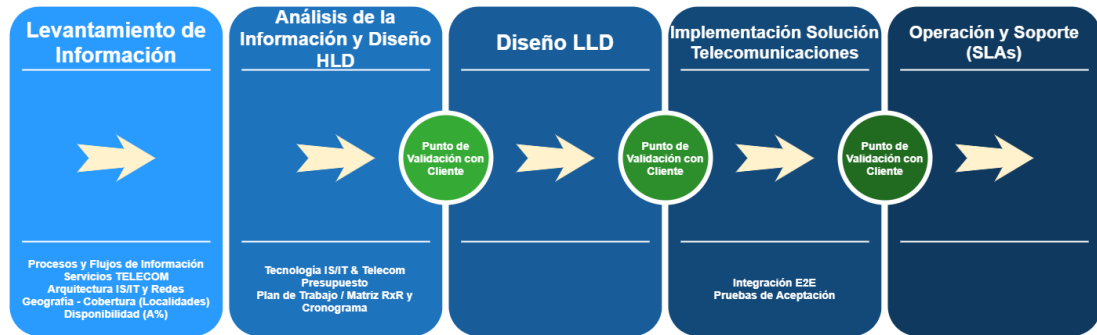 Levantamiento de
Información
Procesos y Flujos de Información
Servicios TELECOM
Arquitectura IS/IT y Redes
Geografía - Cobertura (Localidades)
Disponibilidad (A%)
Análisis de la
Información y Diseño
HLD
Tecnología IS/IT & Telecom
Presupuesto
Plan de Trabajo / Matriz RxR y
Cronograma
Punto de
Validación con
Cliente
Diseño LLD
Punto de
Validación con
Cliente
Implementación Solución
Telecomunicaciones
Integración E2E
Pruebas de Aceptación
Punto de
Validación con
Cliente
Operación y Soporte
(SLAs)